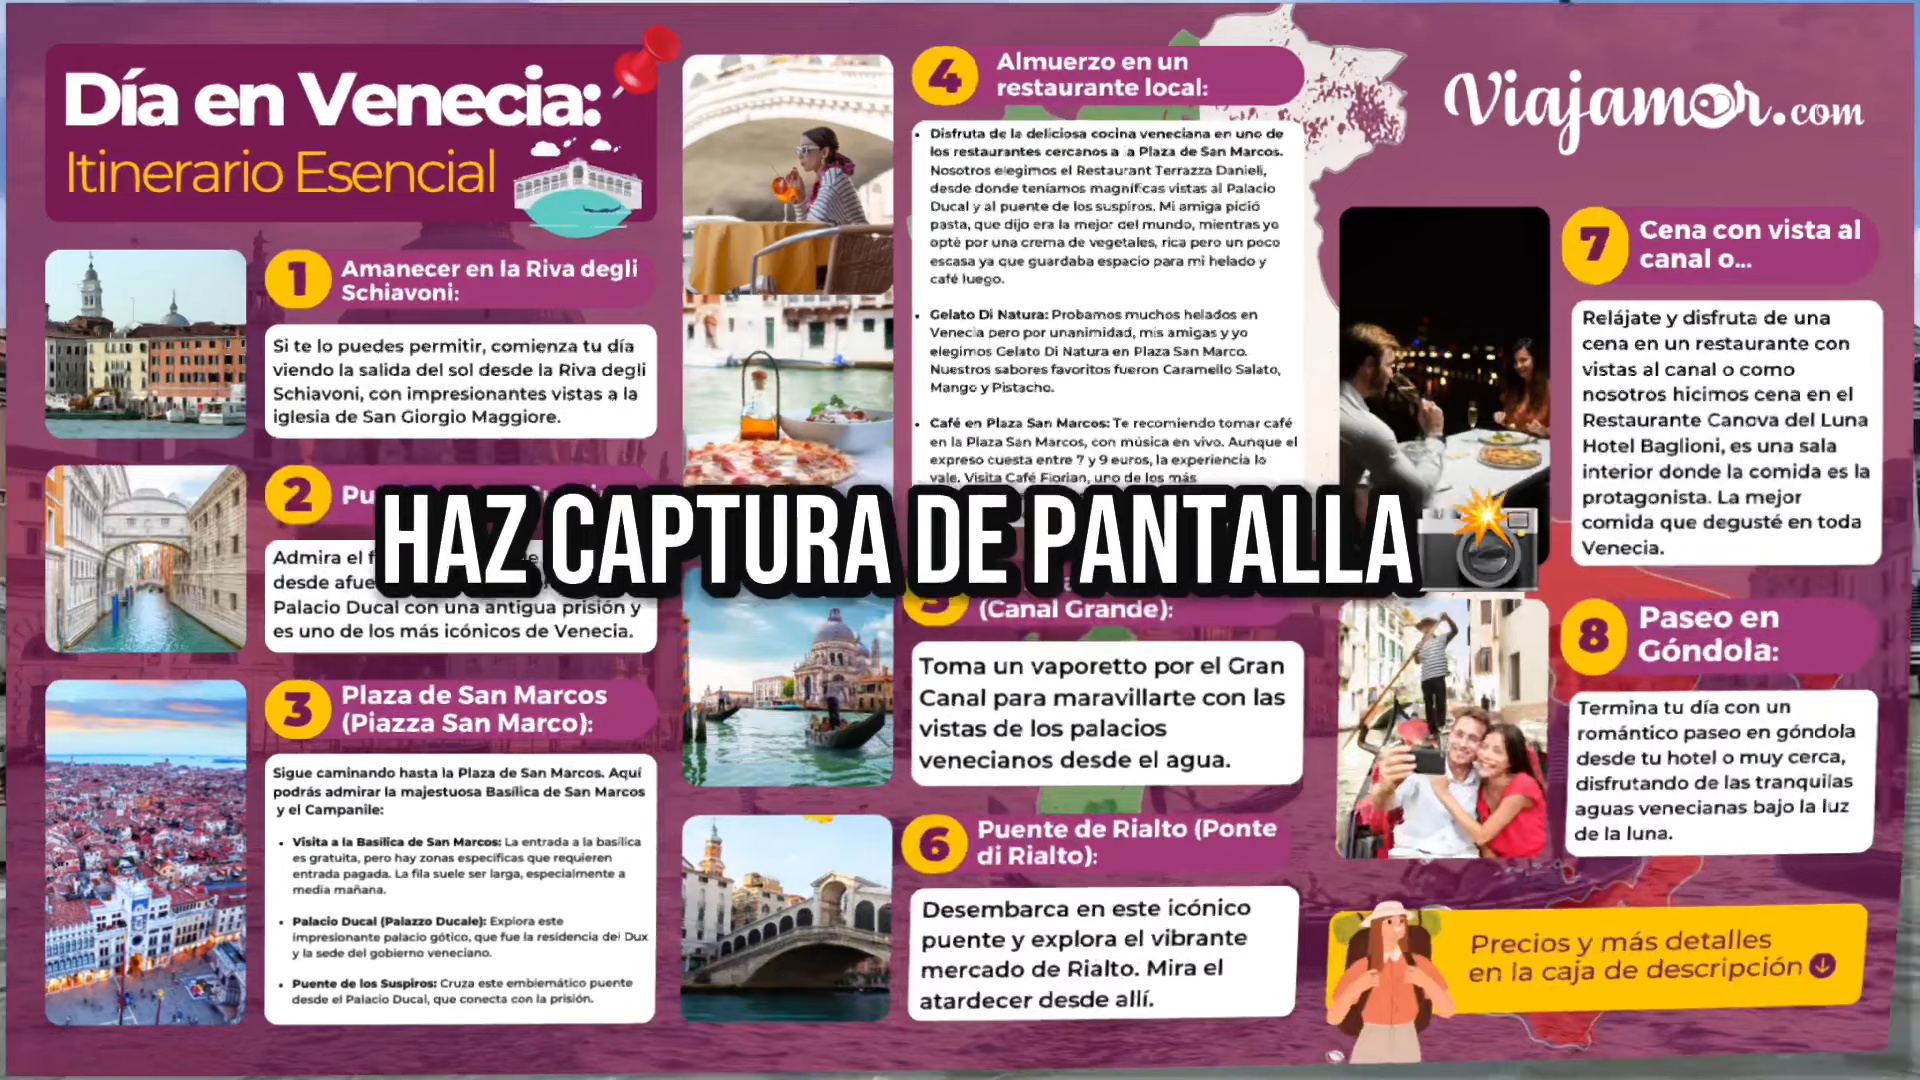 Día en Venecia:
Itinerario Esencial
1
Amanecer en la Riva degli
Schiavoni:
Si te lo puedes permitir, comienza tu día
viendo la salida del sol desde la Riva degli
Schiavoni, con impresionantes vistas a la
iglesia de San Giorgio Maggiore.
2
Pu
Admira el f
desde afue
Palacio Ducal con una antigua prisión y
es uno de los más icónicos de Venecia.
3
Plaza de San Marcos
(Piazza San Marco):
Sigue caminando hasta la Plaza de San Marcos. Aquí
podrás admirar la majestuosa Basílica de San Marcos
y el Campanile:
• Visita a la Basílica de San Marcos: La entrada a la basílica
es gratuita, pero hay zonas específicas que requieren
entrada pagada. La fila suele ser larga, especialmente a
media mañana.
• Palacio Ducal (Palazzo Ducale): Explora este
impresionante palacio gótico, que fue la residencia del Dux
y la sede del gobierno veneciano.
• Puente de los Suspiros: Cruza este emblemático puente
desde el Palacio Ducal, que conecta con la prisión.
4
Almuerzo en un
restaurante local:
• Disfruta de la deliciosa cocina veneciana en uno de
los restaurantes cercanos a la Plaza de San Marcos.
Nosotros elegimos el Restaurant Terrazza Danieli,
desde donde teníamos magníficas vistas al Palacio
Ducal y al puente de los suspiros. Mi amiga pidió
pasta, que dijo era la mejor del mundo, mientras yo
opté por una crema de vegetales, rica pero un poco
escasa ya que guardaba espacio para mi helado y
café luego.
• Gelato Di Natura: Probamos muchos helados en
Venecia pero por unanimidad, mis amigas y yo
elegimos Gelato Di Natura en Plaza San Marco.
Nuestros sabores favoritos fueron Caramello Salato,
Mango y Pistacho.
• Café en Plaza San Marcos: Te recomiendo tomar café
en la Plaza San Marcos, con música en vivo. Aunque el
expreso cuesta entre 7 y 9 euros, la experiencia lo
vale. Visita Café Florian, uno de los más
HAZ CAPTURA DE PANTALLA
5
(Canal Grande):
Toma un vaporetto por el Gran
Canal para maravillarte con las
vistas de los palacios
venecianos desde el agua.
6
Puente de Rialto (Ponte
di Rialto):
Desembarca en este icónico
puente y explora el vibrante
mercado de Rialto. Mira el
atardecer desde allí.
Viajamor.com
7
Cena con vista al
canal o...
Relájate y disfruta de una
cena en un restaurante con
vistas al canal o como
nosotros hicimos cena en el
Restaurante Canova del Luna
Hotel Baglioni, es una sala
interior donde la comida es la
protagonista. La mejor
comida que degusté en toda
Venecia.
8
Paseo en
Góndola:
Termina tu día con un
romántico paseo en góndola
desde tu hotel o muy cerca,
disfrutando de las tranquilas
aguas venecianas bajo la luz
de la luna.
Precios y más detalles
en la caja de descripción